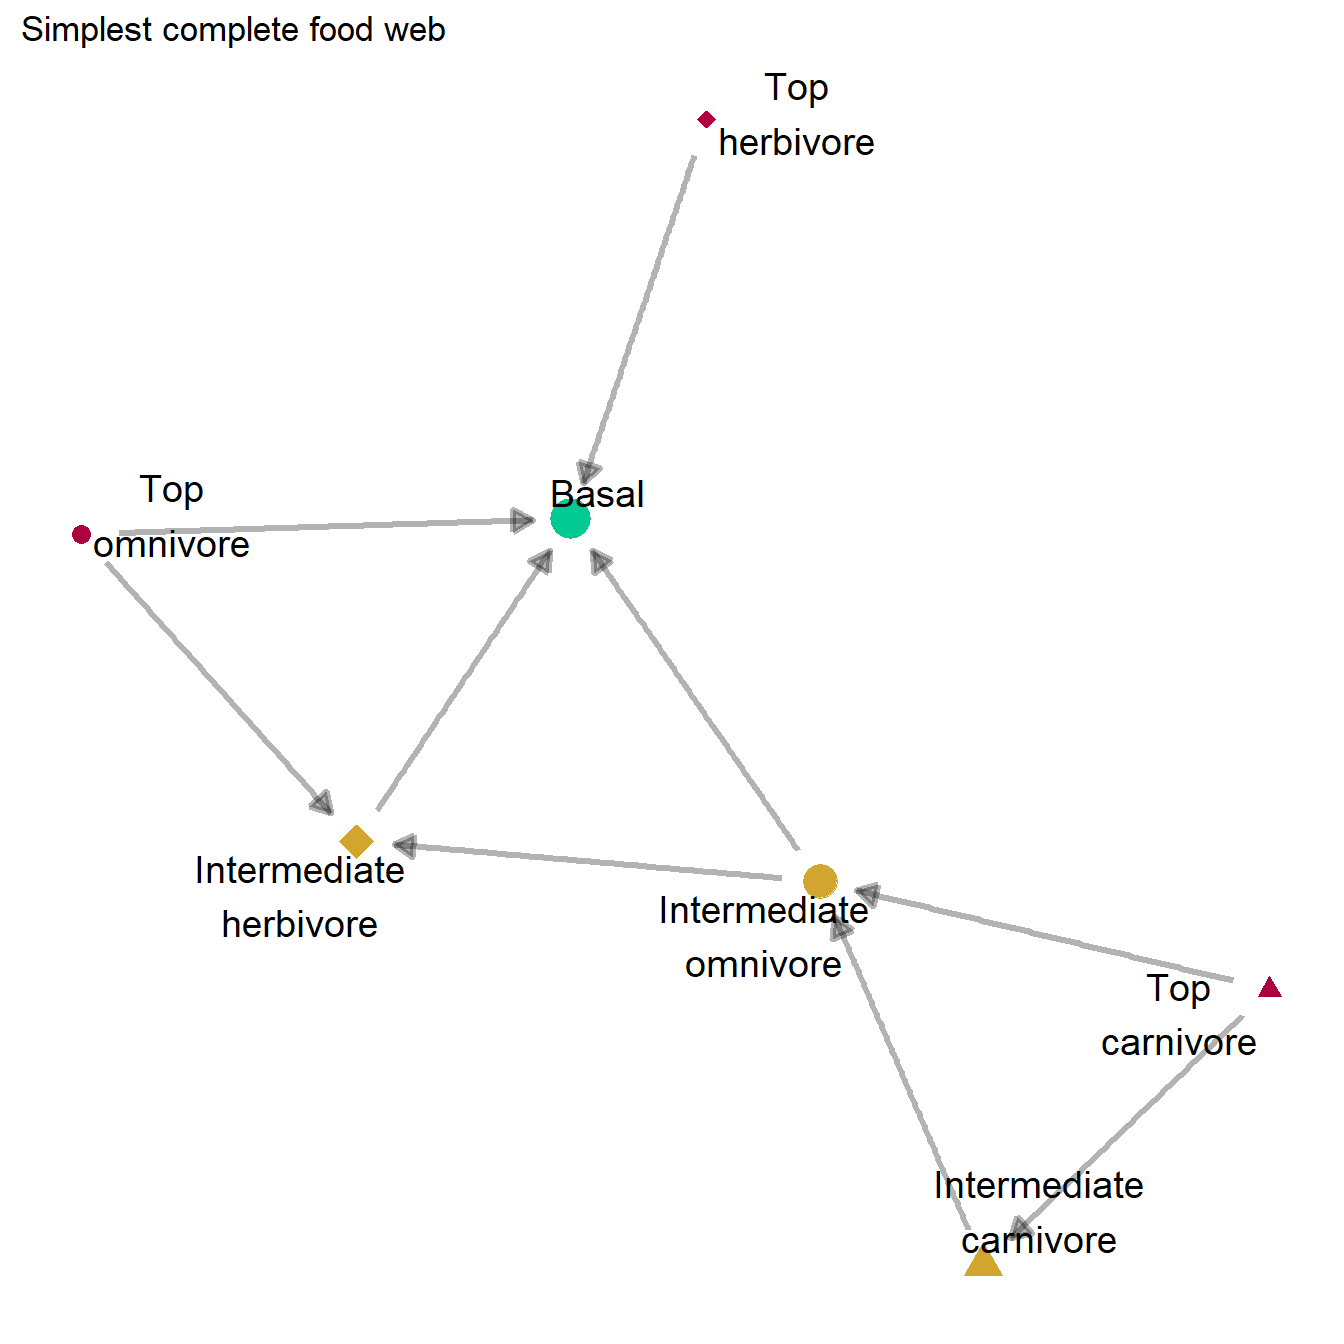 Simplest complete food web
Top
herbivore
Top
omnivore
Basal
Intermediate
herbivore
Intermediate
omnivore
Top
carnivore
Intermediate
carnivore